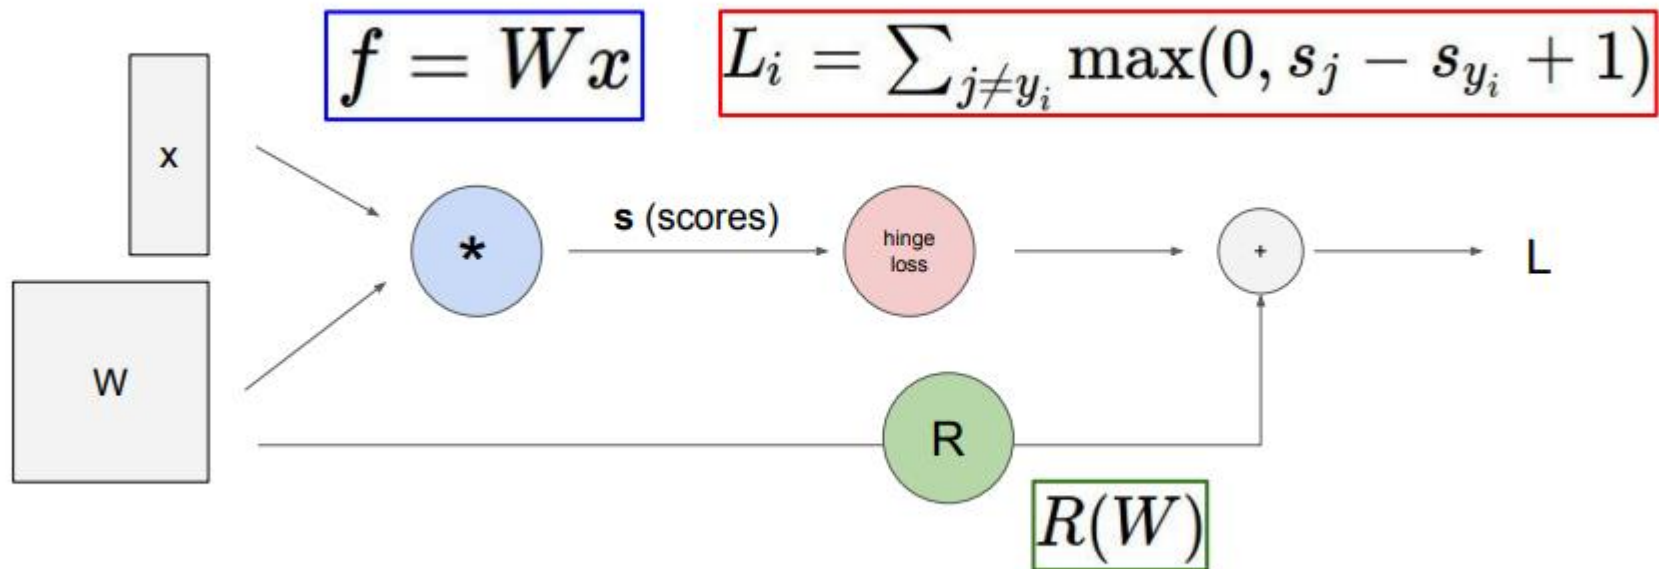 f = Wx
L_i = ∑_{j≠y_i} max(0, s_j − s_{y_i} + 1)
x
*
s (scores)
hinge
loss
+
L
W
R
R(W)